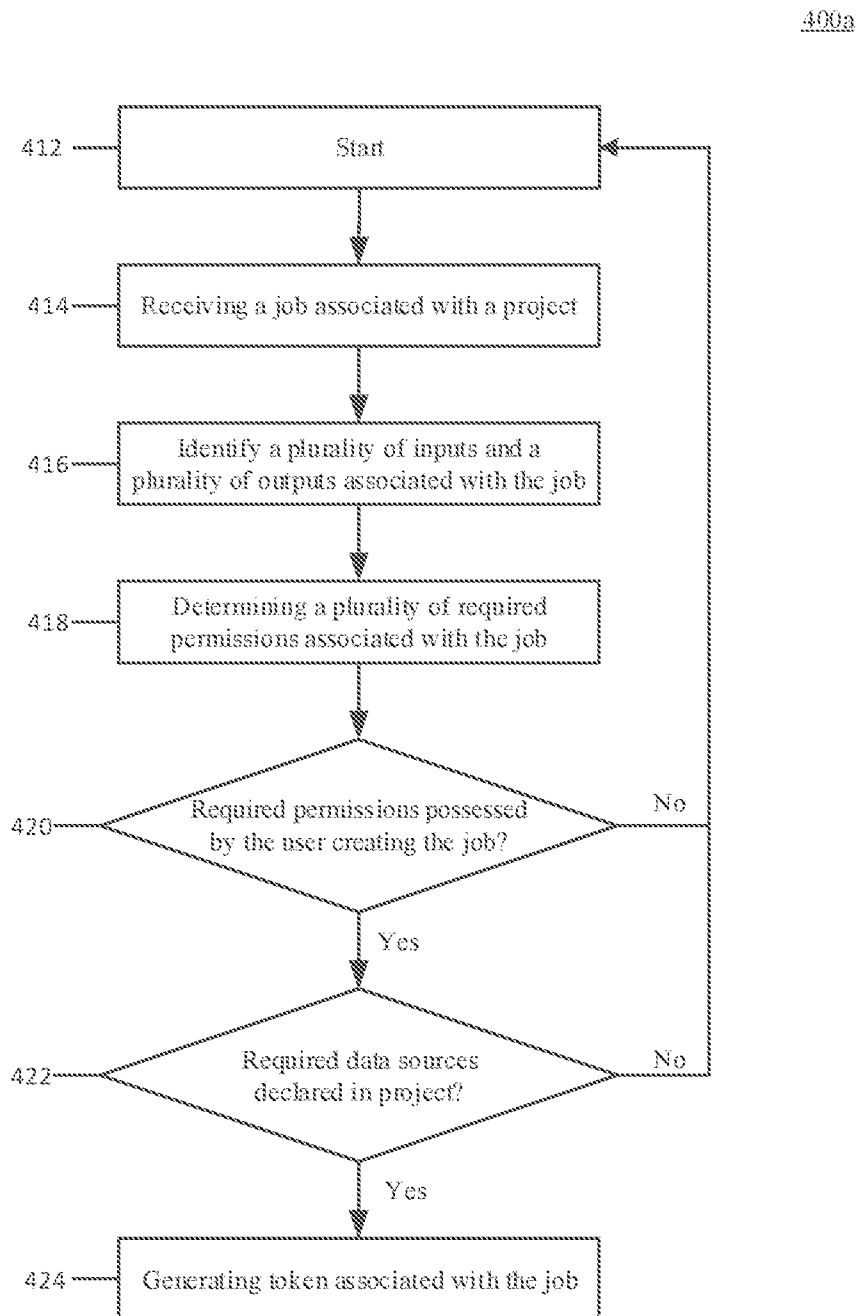 400a
412
Start
414
Receiving a job associated with a project
416
Identify a plurality of inputs and a
plurality of outputs associated with the job
418
Determining a plurality of required
permissions associated with the job
420
Required permissions possessed
by the user creating the job?
No
Yes
422
Required data sources
declared in project?
No
Yes
424
Generating token associated with the job